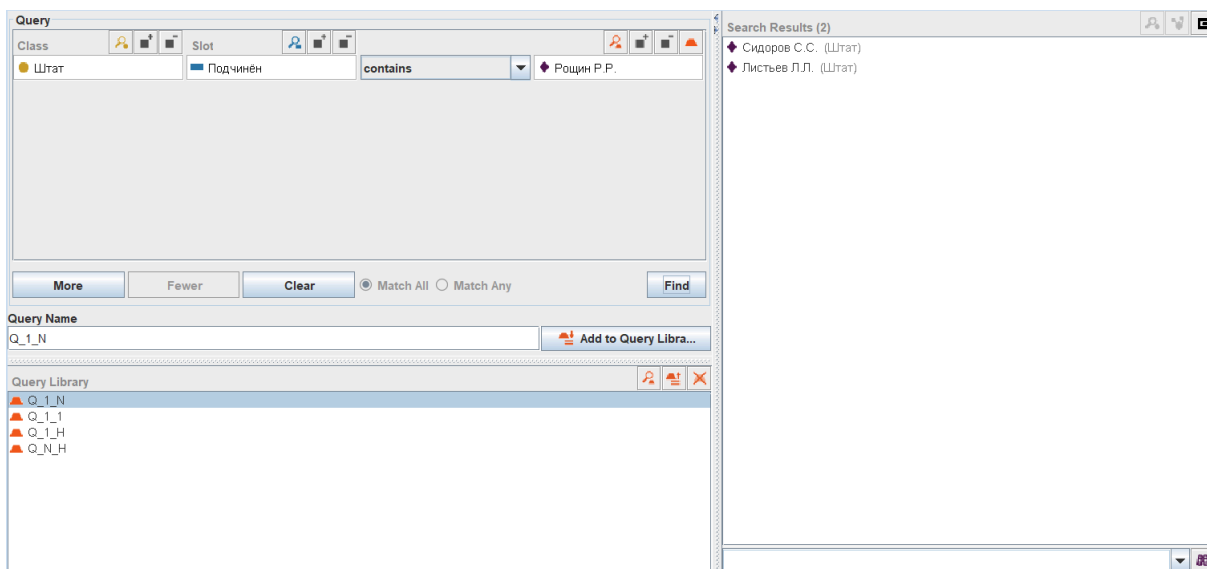 Query
Class
Slot
Штат
Подчинён
contains
Рощин Р.Р.
More
Fewer
Clear
Match All
Match Any
Find
Query Name
Q_1_N
Add to Query Libra...
Query Library
Q_1_N
Q_1_1
Q_1_H
Q_N_H
Search Results (2)
Сидоров С.С. (Штат)
Листьев Л.Л. (Штат)